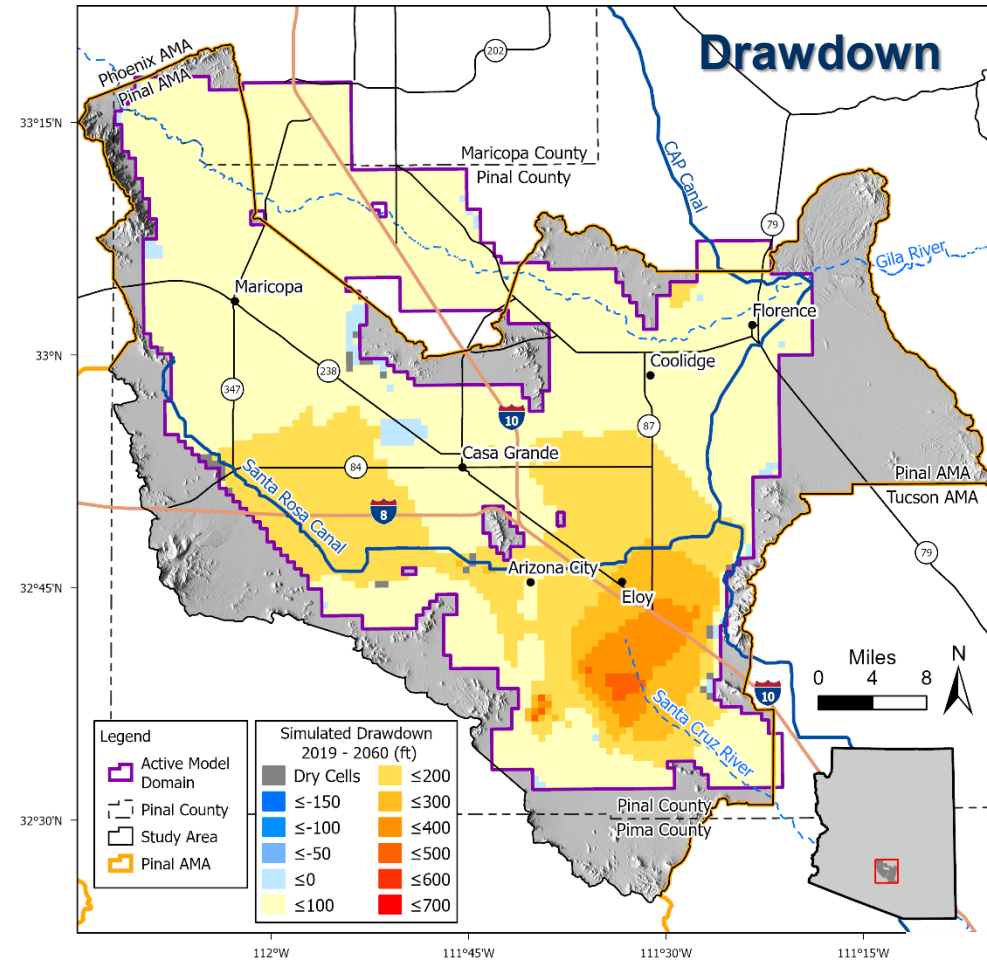 Drawdown
Phoenix AMA
Pinal AMA
202
33°15'N
Maricopa County
Pinal County
CAP Canal
79
Gila River
Maricopa
Florence
33°N
Coolidge
238
347
10
87
Casa Grande
84
Pinal AMA
Tucson AMA
Santa Rosa Canal
8
79
Arizona City
32°45'N
Eloy
Miles
N
0 4 8
10
Santa Cruz River
Legend
Active Model
Domain
Pinal County
Study Area
Pinal AMA
Simulated Drawdown
2019 - 2060 (ft)
Dry Cells
≤-150
≤-100
≤-50
≤0
≤100
≤200
≤300
≤400
≤500
≤600
≤700
Pinal County
Pima County
32°30'N
112°W
111°45'W
111°30'W
111°15'W